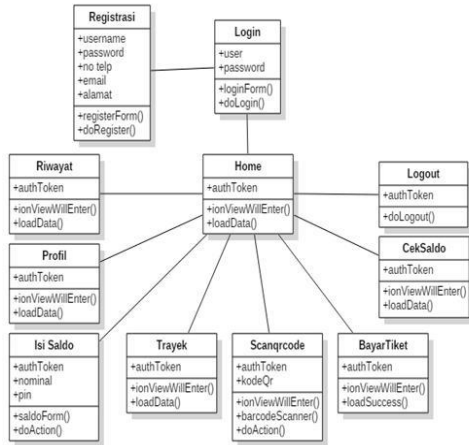 Registrasi
+username
+password
+no telp
+email
+alamat
+registerForm()
+doRegister()
Login
+user
+password
+loginForm()
+doLogin()
Riwayat
+authToken
+ionViewWillEnter()
+loadData()
Home
+authToken
+ionViewWillEnter()
+loadData()
Logout
+authToken
+doLogout()
Profil
+authToken
+ionViewWillEnter()
+loadData()
CekSaldo
+authToken
+ionViewWillEnter()
+loadData()
Isi Saldo
+authToken
+nominal
+pin
+saldoForm()
+doAction()
Trayek
+authToken
+ionViewWillEnter()
+loadData()
Scanqrcode
+authToken
+kodeQr
+ionViewWillEnter()
+barcodeScanner()
+doAction()
BayarTiket
+authToken
+ionViewWillEnter()
+loadSuccess()